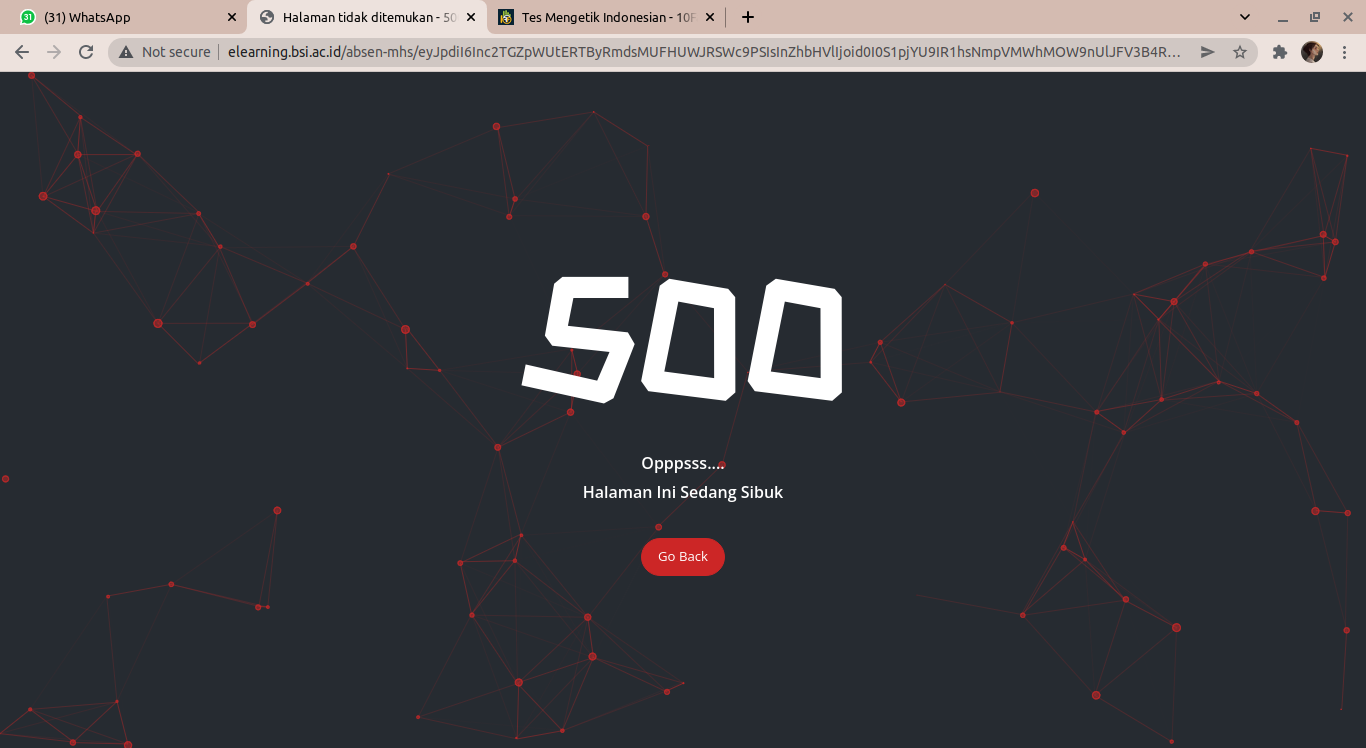 (31) WhatsApp
Halaman tidak ditemukan - 50
Tes Mengetik Indonesian - 10F
Not secure
elearning.bsi.ac.id/absen-mhs/eyJpdiI6Inc2TGZpWUtERTByRmdsMUFHUWJRSWc9PSIsInZhbHVlIjoid0I0S1pjYU9IR1hsNmpVMWhMOW9nUlJFV3B4R...
500
Opppsss....
Halaman Ini Sedang Sibuk
Go Back